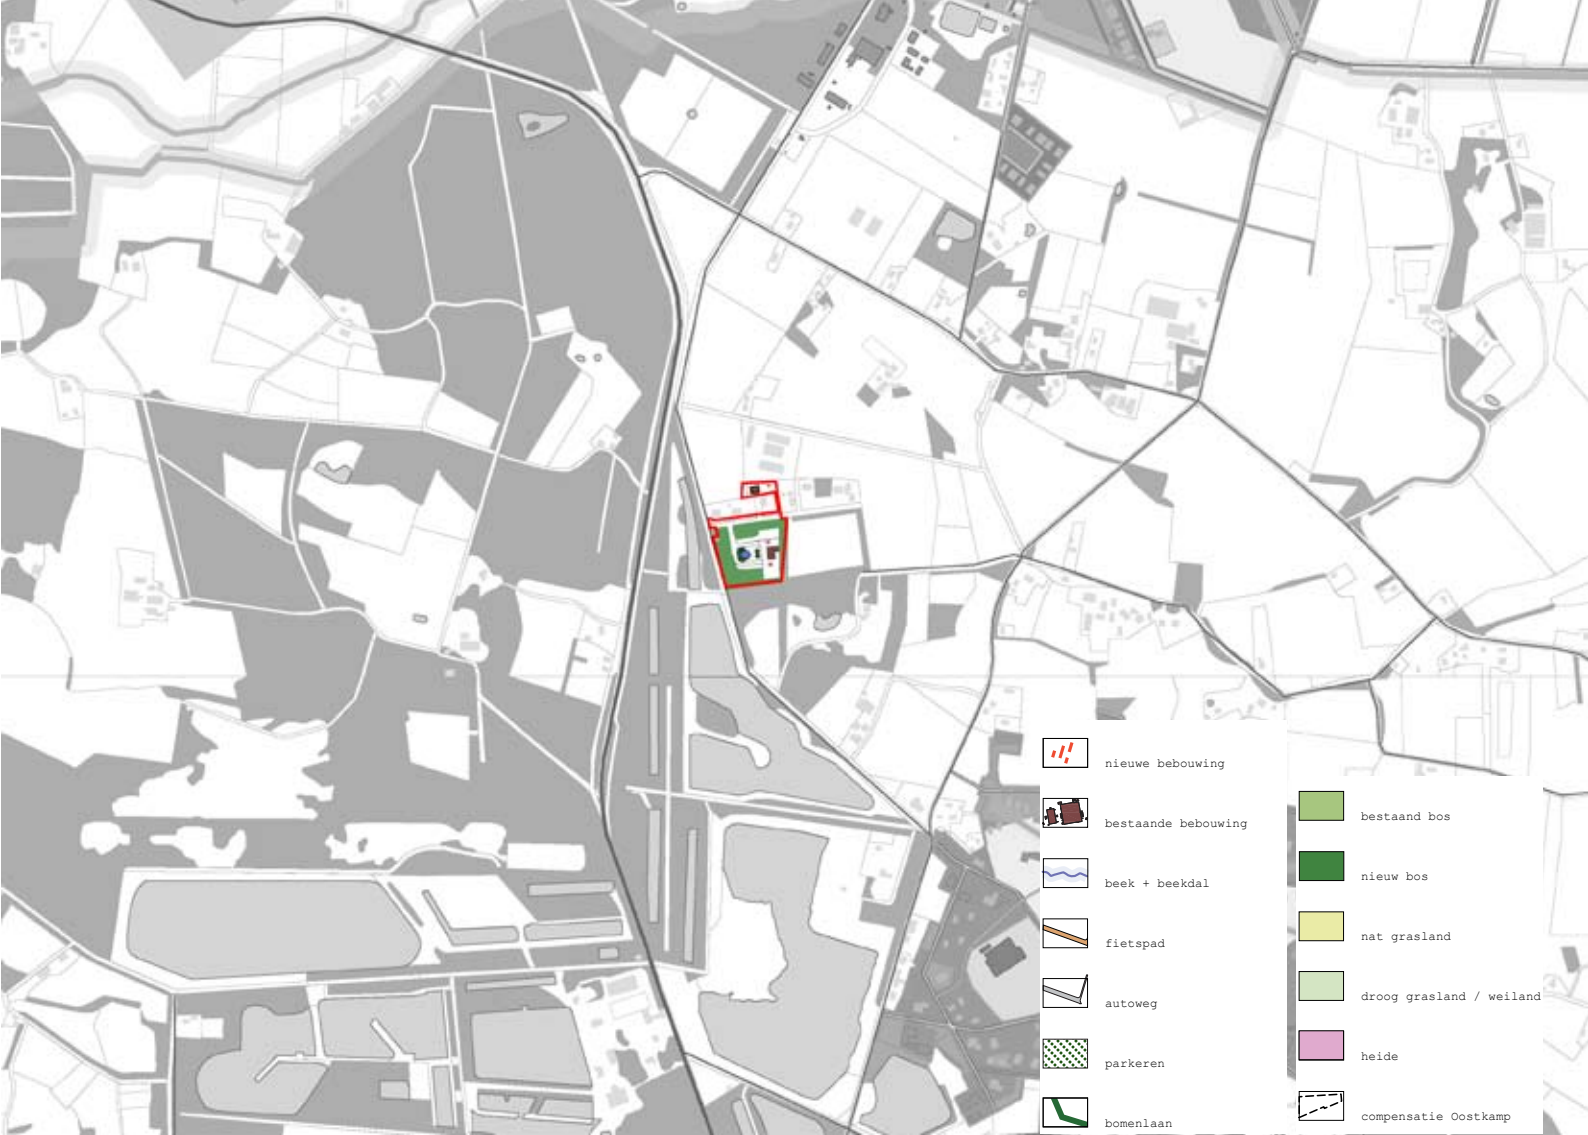 nieuwe bebouwing
bestaande bebouwing
beek + beekdal
fietspad
autoweg
parkeren
bomenlaan
bestaand bos
nieuw bos
nat grasland
droog grasland / weiland
heide
compensatie Oostkamp